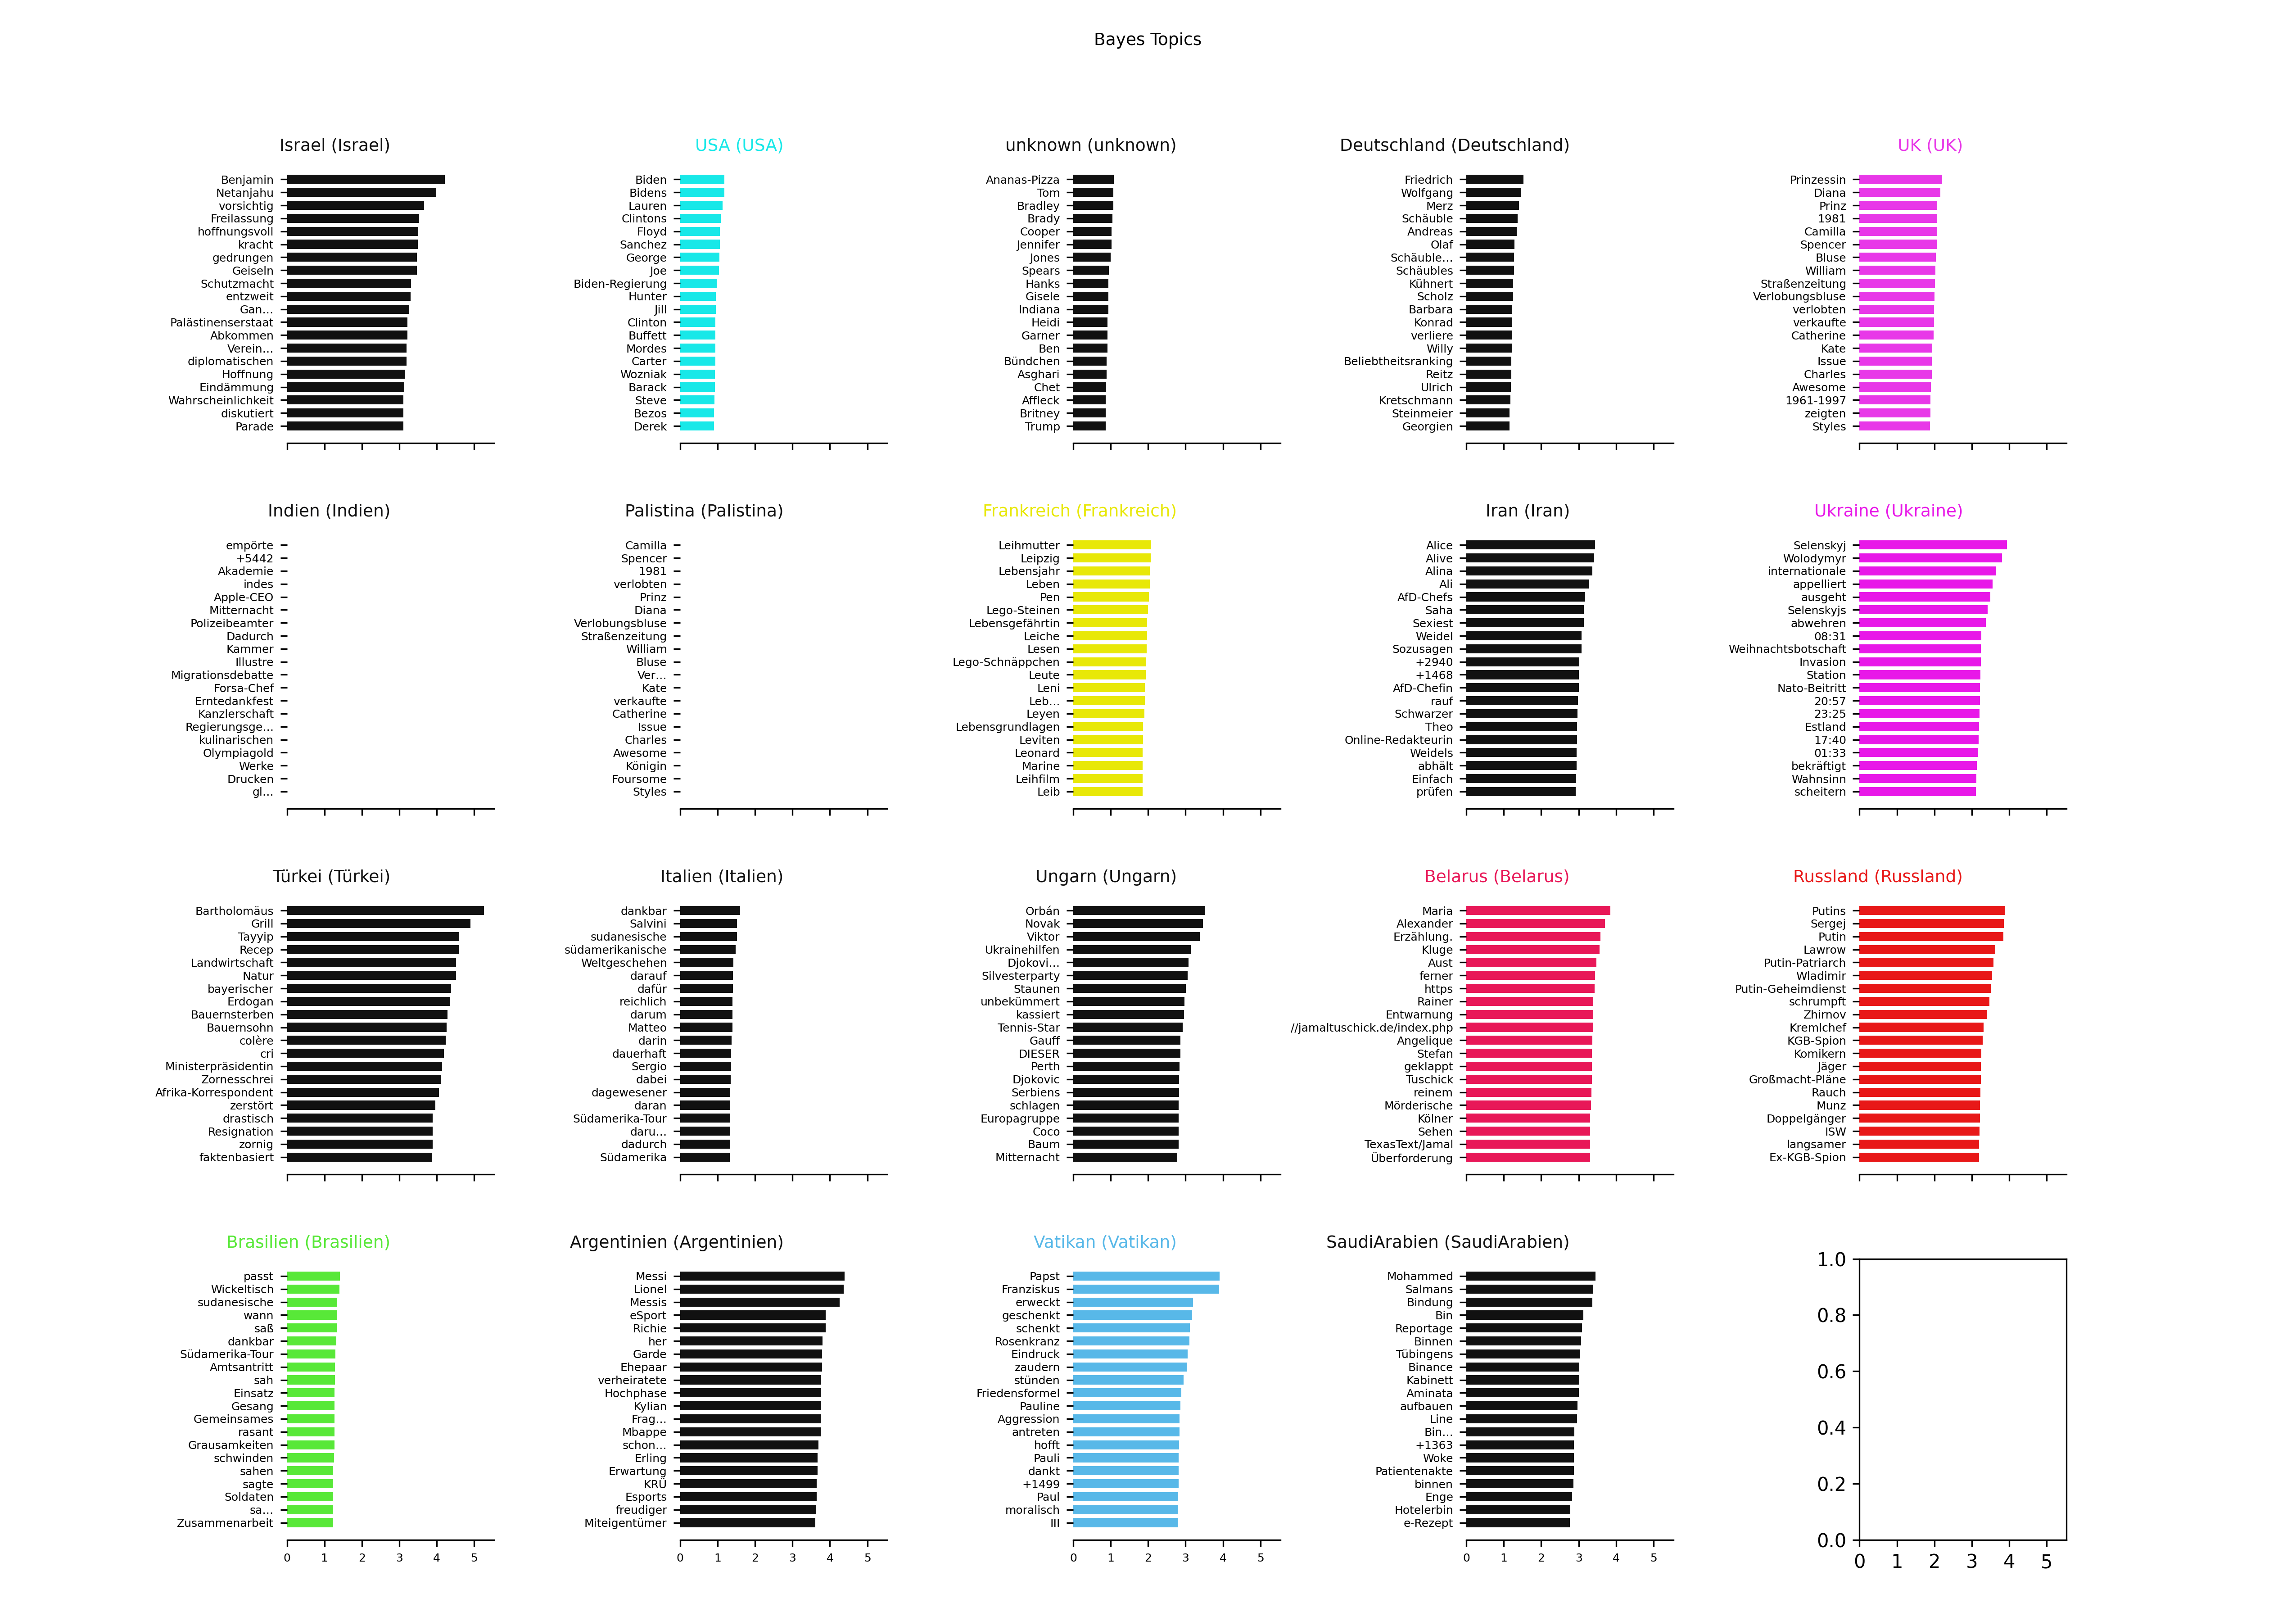 Bayes Topics
Israel (Israel)
Benjamin
Netanjahu
vorsichtig
Freilassung
hoffnungsvoll
kracht
gedrungen
Geiseln
Schutzmacht
entzweit
Gan...
Palästinenserstaat
Abkommen
Verein...
diplomatischen
Hoffnung
Eindämmung
Wahrscheinlichkeit
diskutiert
Parade
USA (USA)
Biden
Bidens
Lauren
Clintons
Floyd
Sanchez
George
Joe
Biden-Regierung
Hunter
Jill
Clinton
Buffett
Mordes
Carter
Wozniak
Barack
Steve
Bezos
Derek
unknown (unknown)
Ananas-Pizza
Tom
Bradley
Brady
Cooper
Jennifer
Jones
Spears
Hanks
Gisele
Indiana
Heidi
Garner
Ben
Bündchen
Asghari
Chet
Affleck
Britney
Trump
Deutschland (Deutschland)
Friedrich
Wolfgang
Merz
Schäuble
Andreas
Olaf
Schäuble...
Schäubles
Kühnert
Scholz
Barbara
Konrad
verliere
Willy
Beliebtheitsranking
Reitz
Ulrich
Kretschmann
Steinmeier
Georgien
UK (UK)
Prinzessin
Diana
Prinz
1981
Camilla
Spencer
Bluse
William
Straßenzeitung
Verlobungsbluse
verlobten
verkaufte
Catherine
Kate
Issue
Charles
Awesome
1961-1997
zeigten
Styles
Indien (Indien)
empörte
+5442
Akademie
indes
Apple-CEO
Mitternacht
Polizeibeamter
Dadurch
Kammer
Illustre
Migrationsdebatte
Forsa-Chef
Erntedankfest
Kanzlerschaft
Regierungsge...
kulinarischen
Olympiagold
Werke
Drucken
gl...
Palistina (Palistina)
Camilla
Spencer
1981
verlobten
Prinz
Diana
Verlobungsbluse
Straßenzeitung
William
Bluse
Ver...
Kate
verkaufte
Catherine
Issue
Charles
Awesome
Königin
Foursome
Styles
Frankreich (Frankreich)
Leihmutter
Leipzig
Lebensjahr
Leben
Pen
Lego-Steinen
Lebensgefährtin
Leiche
Lesen
Lego-Schnäppchen
Leute
Leni
Leb...
Leyen
Lebensgrundlagen
Leviten
Leonard
Marine
Leihfilm
Leib
Iran (Iran)
Alice
Alive
Alina
Ali
AfD-Chefs
Saha
Sexiest
Weidel
Sozusagen
+2940
+1468
AfD-Chefin
rauf
Schwarzer
Theo
Online-Redakteurin
Weidels
abhält
Einfach
prüfen
Ukraine (Ukraine)
Selenskyj
Wolodymyr
internationale
appelliert
ausgeht
Selenskyjs
abwehren
08:31
Weihnachtsbotschaft
Invasion
Station
Nato-Beitritt
20:57
23:25
Estland
17:40
01:33
bekräftigt
Wahnsinn
scheitern
Türkei (Türkei)
Bartholomäus
Grill
Tayyip
Recep
Landwirtschaft
Natur
bayerischer
Erdogan
Bauernsterben
Bauernsohn
colère
cri
Ministerpräsidentin
Zornesschrei
Afrika-Korrespondent
zerstört
drastisch
Resignation
zornig
faktenbasiert
Italien (Italien)
dankbar
Salvini
sudanesische
südamerikanische
Weltgeschehen
darauf
dafür
reichlich
darum
Matteo
darin
dauerhaft
Sergio
dabei
dagewesener
daran
Südamerika-Tour
daru...
dadurch
Südamerika
Ungarn (Ungarn)
Orbán
Novak
Viktor
Ukrainehilfen
Djokovi...
Silvesterparty
Staunen
unbekümmert
kassiert
Tennis-Star
Gauff
DIESER
Perth
Djokovic
Serbiens
schlagen
Europagruppe
Coco
Baum
Mitternacht
Belarus (Belarus)
Maria
Alexander
Erzählung.
Kluge
Aust
ferner
https
Rainer
Entwarnung
//jamaltuschick.de/index.php
Angelique
Stefan
geklappt
Tuschick
reinem
Mörderische
Kölner
Sehen
TexasText/Jamal
Überforderung
Russland (Russland)
Putins
Sergej
Putin
Lawrow
Putin-Patriarch
Wladimir
Putin-Geheimdienst
schrumpft
Zhirnov
Kremlchef
KGB-Spion
Komikern
Jäger
Großmacht-Pläne
Rauch
Munz
Doppelgänger
ISW
langsamer
Ex-KGB-Spion
Brasilien (Brasilien)
passt
Wickeltisch
sudanesische
wann
saß
dankbar
Südamerika-Tour
Amtsantritt
sah
Einsatz
Gesang
Gemeinsames
rasant
Grausamkeiten
schwinden
sahen
sagte
Soldaten
sa...
Zusammenarbeit
0 1 2 3 4 5
Argentinien (Argentinien)
Messi
Lionel
Messis
eSport
Richie
her
Garde
Ehepaar
verheiratete
Hochphase
Kylian
Frag...
Mbappe
schon...
Erling
Erwartung
KRÜ
Esports
freudiger
Miteigentümer
0 1 2 3 4 5
Vatikan (Vatikan)
Papst
Franziskus
erweckt
geschenkt
schenkt
Rosenkranz
Eindruck
zaudern
stünden
Friedensformel
Pauline
Aggression
antreten
hofft
Pauli
dankt
+1499
Paul
moralisch
III
0 1 2 3 4 5
SaudiArabien (SaudiArabien)
Mohammed
Salmans
Bindung
Bin
Reportage
Binnen
Tübingens
Binance
Kabinett
Aminata
aufbauen
Line
Bin...
+1363
Woke
Patientenakte
binnen
Enge
Hotelerbin
e-Rezept
0 1 2 3 4 5
1.0
0.8
0.6
0.4
0.2
0.0
0 1 2 3 4 5